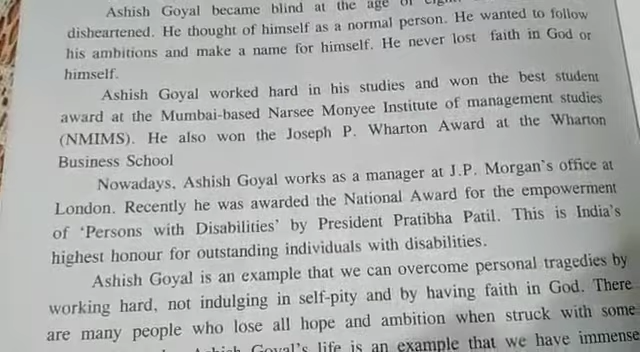 Ashish Goyal became blind at the age of
disheartened. He thought of himself as a normal person. He wanted to follow
his ambitions and make a name for himself. He never lost faith in God or
himself.
Ashish Goyal worked hard in his studies and won the best student
award at the Mumbai-based Narsee Monyee Institute of management studies
(NMIMS). He also won the Joseph P. Wharton Award at the Wharton
Business School
Nowadays, Ashish Goyal works as a manager at J.P. Morgan's office at
London. Recently he was awarded the National Award for the empowerment
of 'Persons with Disabilities' by President Pratibha Patil. This is India's
highest honour for outstanding individuals with disabilities.
Ashish Goyal is an example that we can overcome personal tragedies by
working hard, not indulging in self-pity and by having faith in God. There
are many people who lose all hope and ambition when struck with some
Goyal's life is an example that we have immense